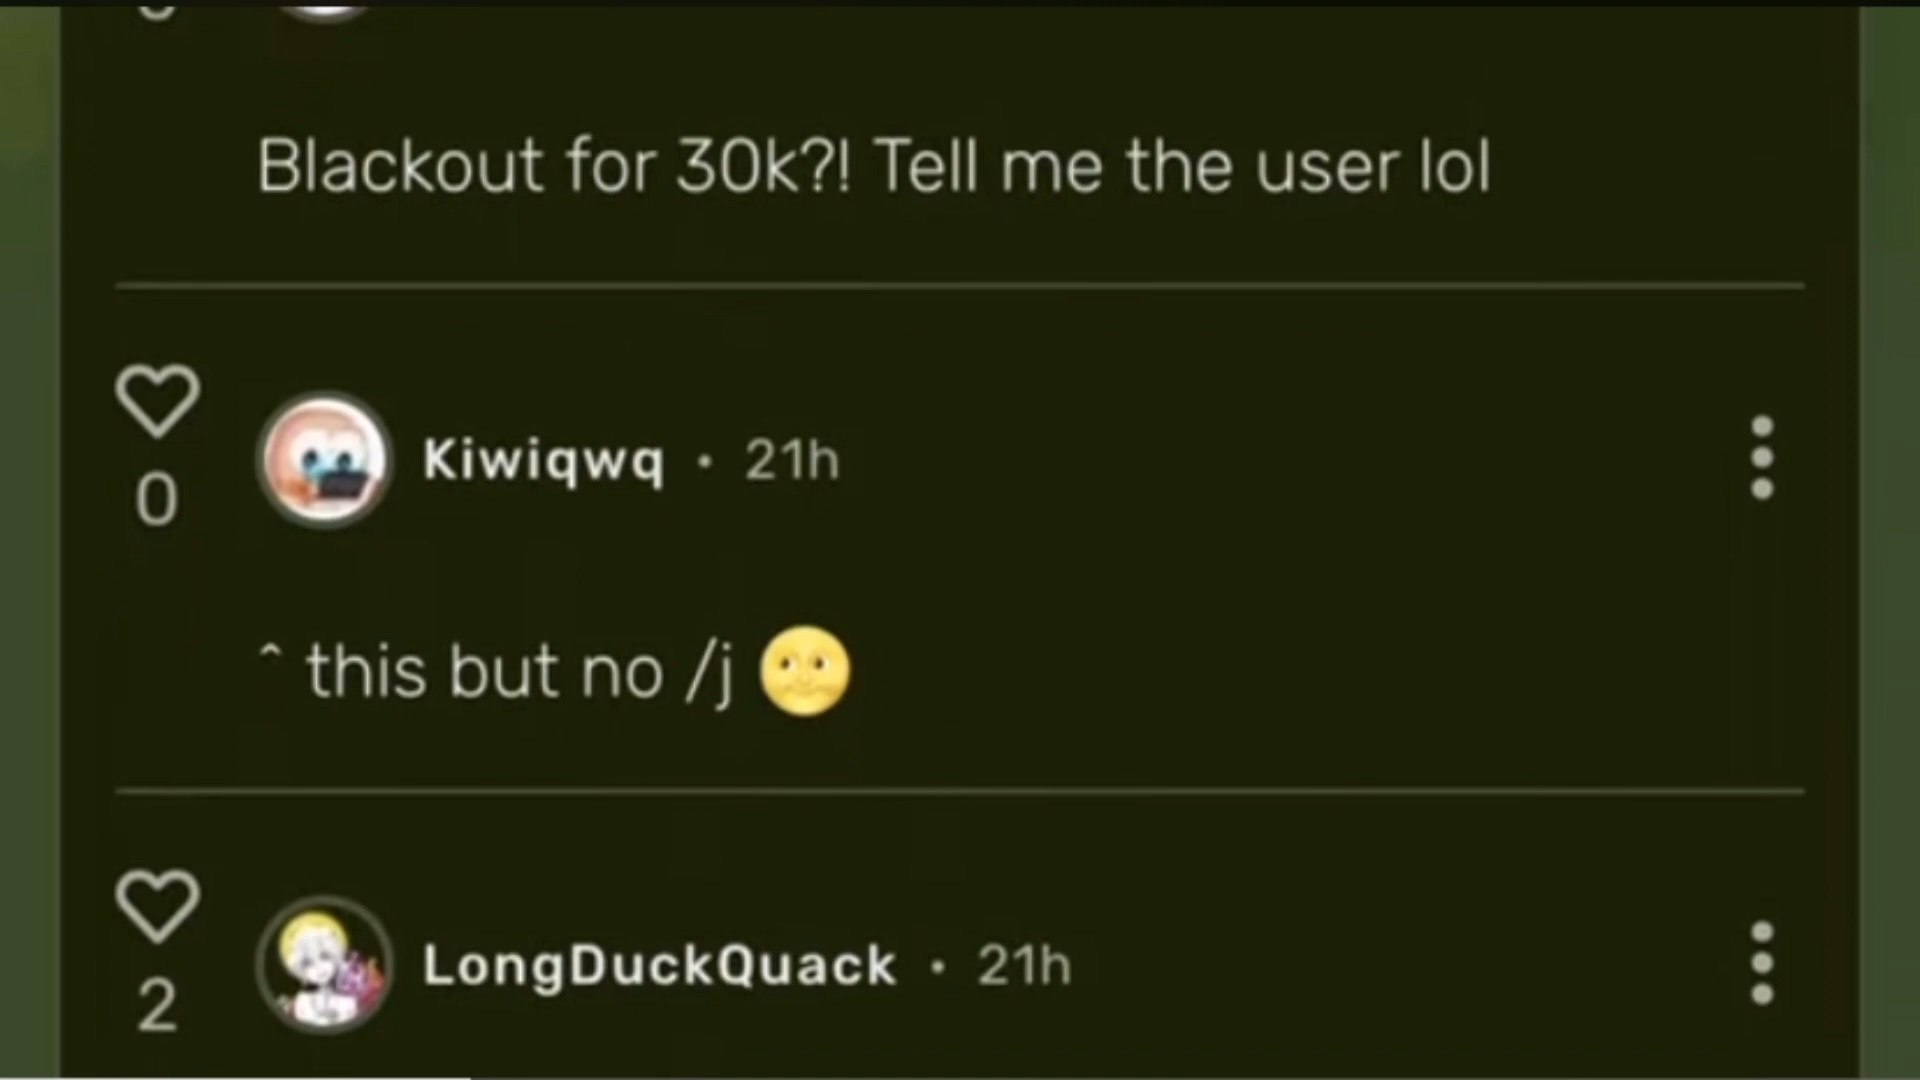 Blackout for 30k?! Tell me the user lol
Kiwiqwq • 21h
0
^ this but no /j 🌝
LongDuckQuack • 21h
2